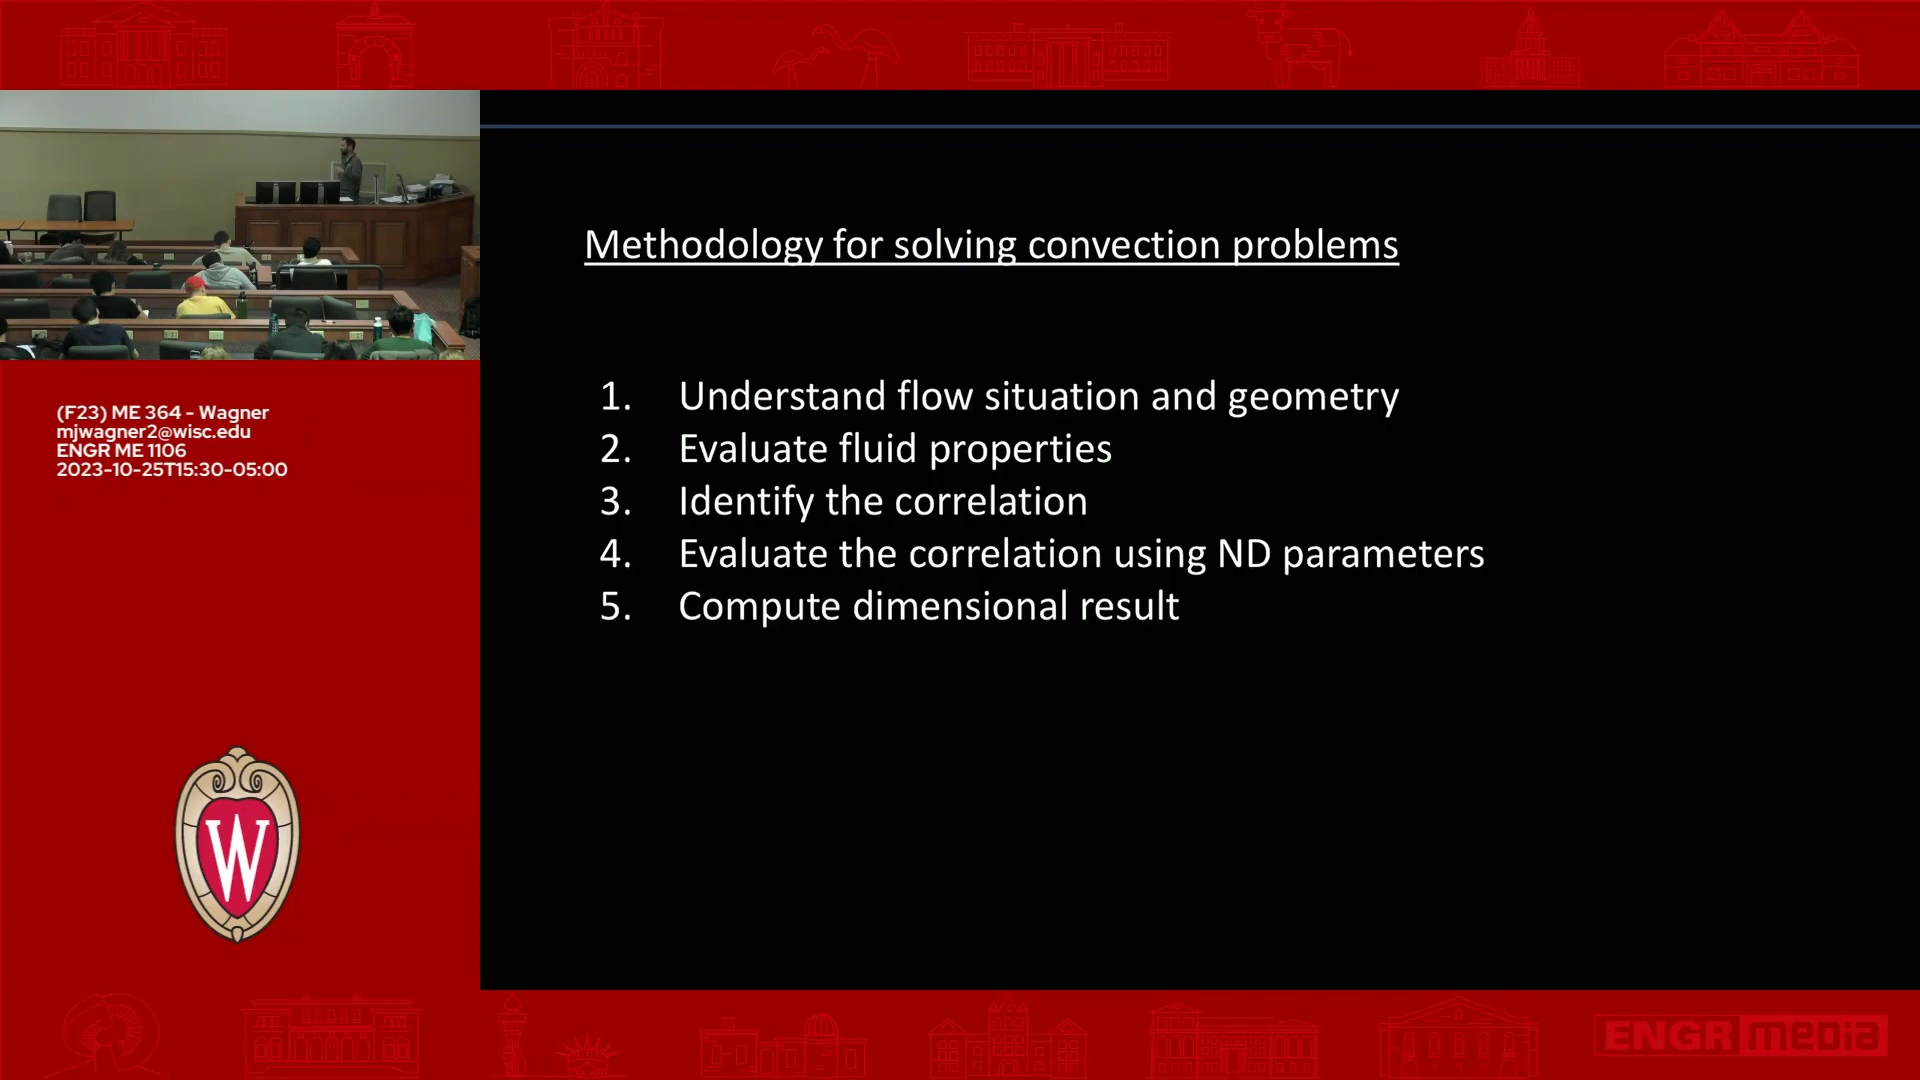 (F23) ME 364 - Wagner
mjwagner2@wisc.edu
ENGR ME 1106
2023-10-25T15:30-05:00
W
Methodology for solving convection problems
1. Understand flow situation and geometry
2. Evaluate fluid properties
3. Identify the correlation
4. Evaluate the correlation using ND parameters
5. Compute dimensional result
ENGR media